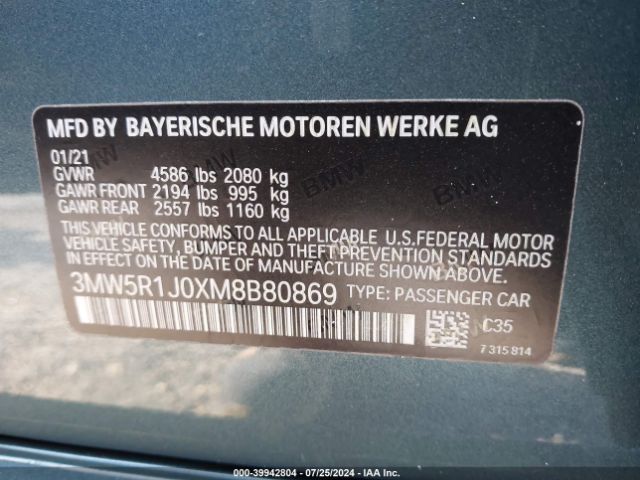 MFD BY BAYERISCHE MOTOREN WERKE AG
01/21
GVWR 4586 lbs 2080 kg
GAWR FRONT 2194 lbs 995 kg
GAWR REAR 2557 lbs 1160 kg
THIS VEHICLE CONFORMS TO ALL APPLICABLE U.S.FEDERAL MOTOR
VEHICLE SAFETY, BUMPER AND THEFT PREVENTION STANDARDS
IN EFFECT ON THE DATE OF MANUFACTURE SHOWN ABOVE.
3MW5R1J0XM8B80869 TYPE: PASSENGER CAR
C35
7 315 814
BMW
BMW
# - 39942804 | 07/25/2024 - IAA Inc.